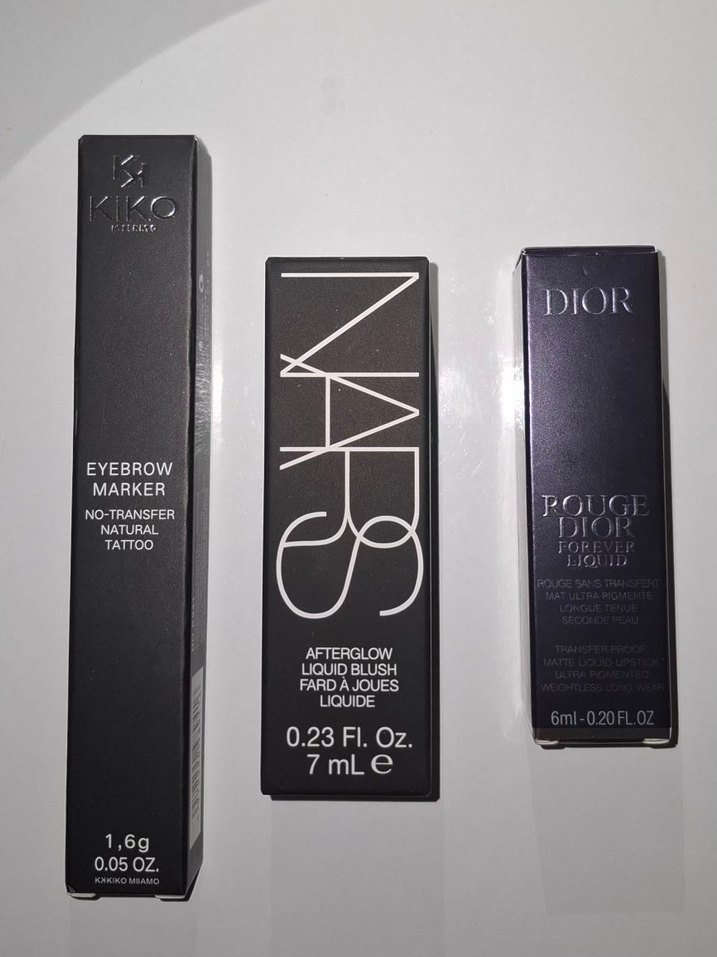 KIKO
MILANO
EYEBROW
MARKER
NO-TRANSFER
NATURAL
TATTOO
1,6g
0.05 OZ.
KIKO MILANO
NARS
AFTERGLOW
LIQUID BLUSH
FARD À JOUES
LIQUIDE
0.23 Fl. Oz.
7 mL e
DIOR
ROUGE
DIOR
FOREVER
LIQUID
ROUGE SANS TRANSFERT
MAT ULTRA PIGMENTÉ
LONGUE TENUE
SECONDE PEAU
TRANSFER-PROOF
MATTE LIQUID LIPSTICK
ULTRA PIGMENTED
WEIGHTLESS LONG WEAR
6ml - 0.20 FL.OZ